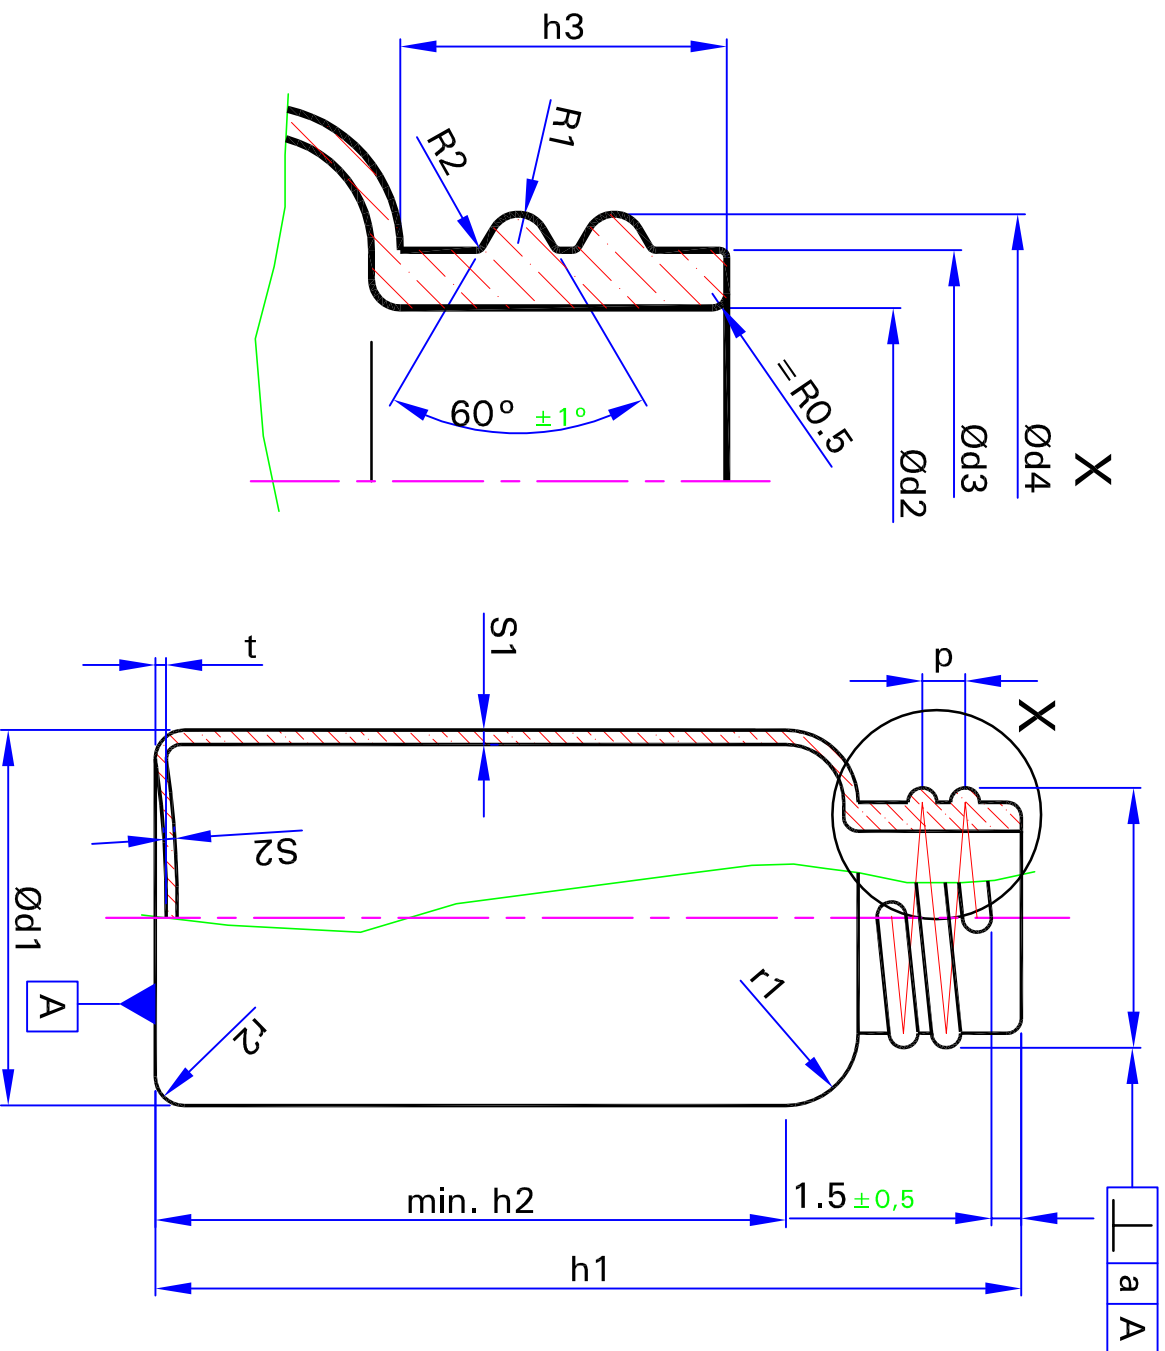 h3
R1
R2
60° ±1°
=R0.5
Ød2
Ød3
Ød4
X
t
S1
p
X
S2
Ød1
A
r2
r1
min. h2
1.5 ±0,5
h1
⊥ a A